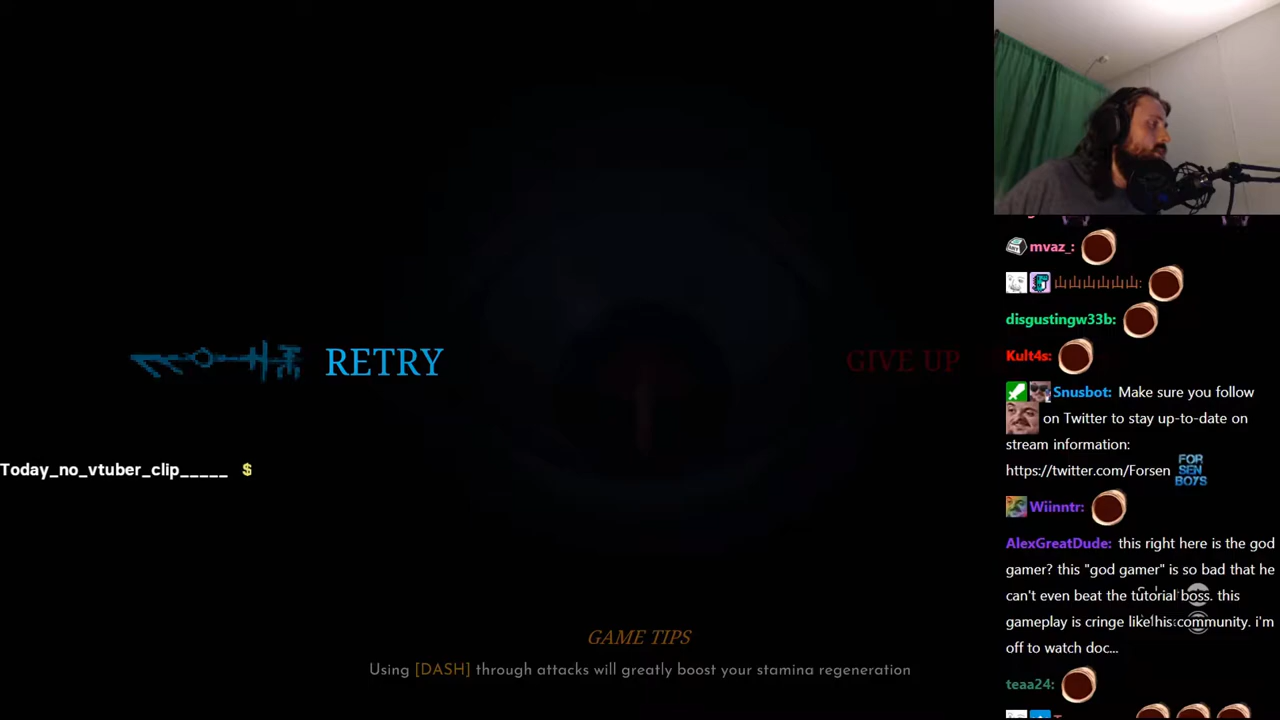 mvaz_:
RETRY
GIVE UP
Today_no_vtuber_clip_____ $
GAME TIPS
Using [DASH] through attacks will greatly boost your stamina regeneration
disgustingw33b:
Kult4s:
Snusbot: Make sure you follow
on Twitter to stay up-to-date on
stream information:
https://twitter.com/Forsen FOR
SEN
BOYS
Wiinntr:
AlexGreatDude: this right here is the god
gamer? this "god gamer" is so bad that he
can't even beat the tutorial boss. this
gameplay is cringe like this community. i'm
off to watch doc...
teaa24: